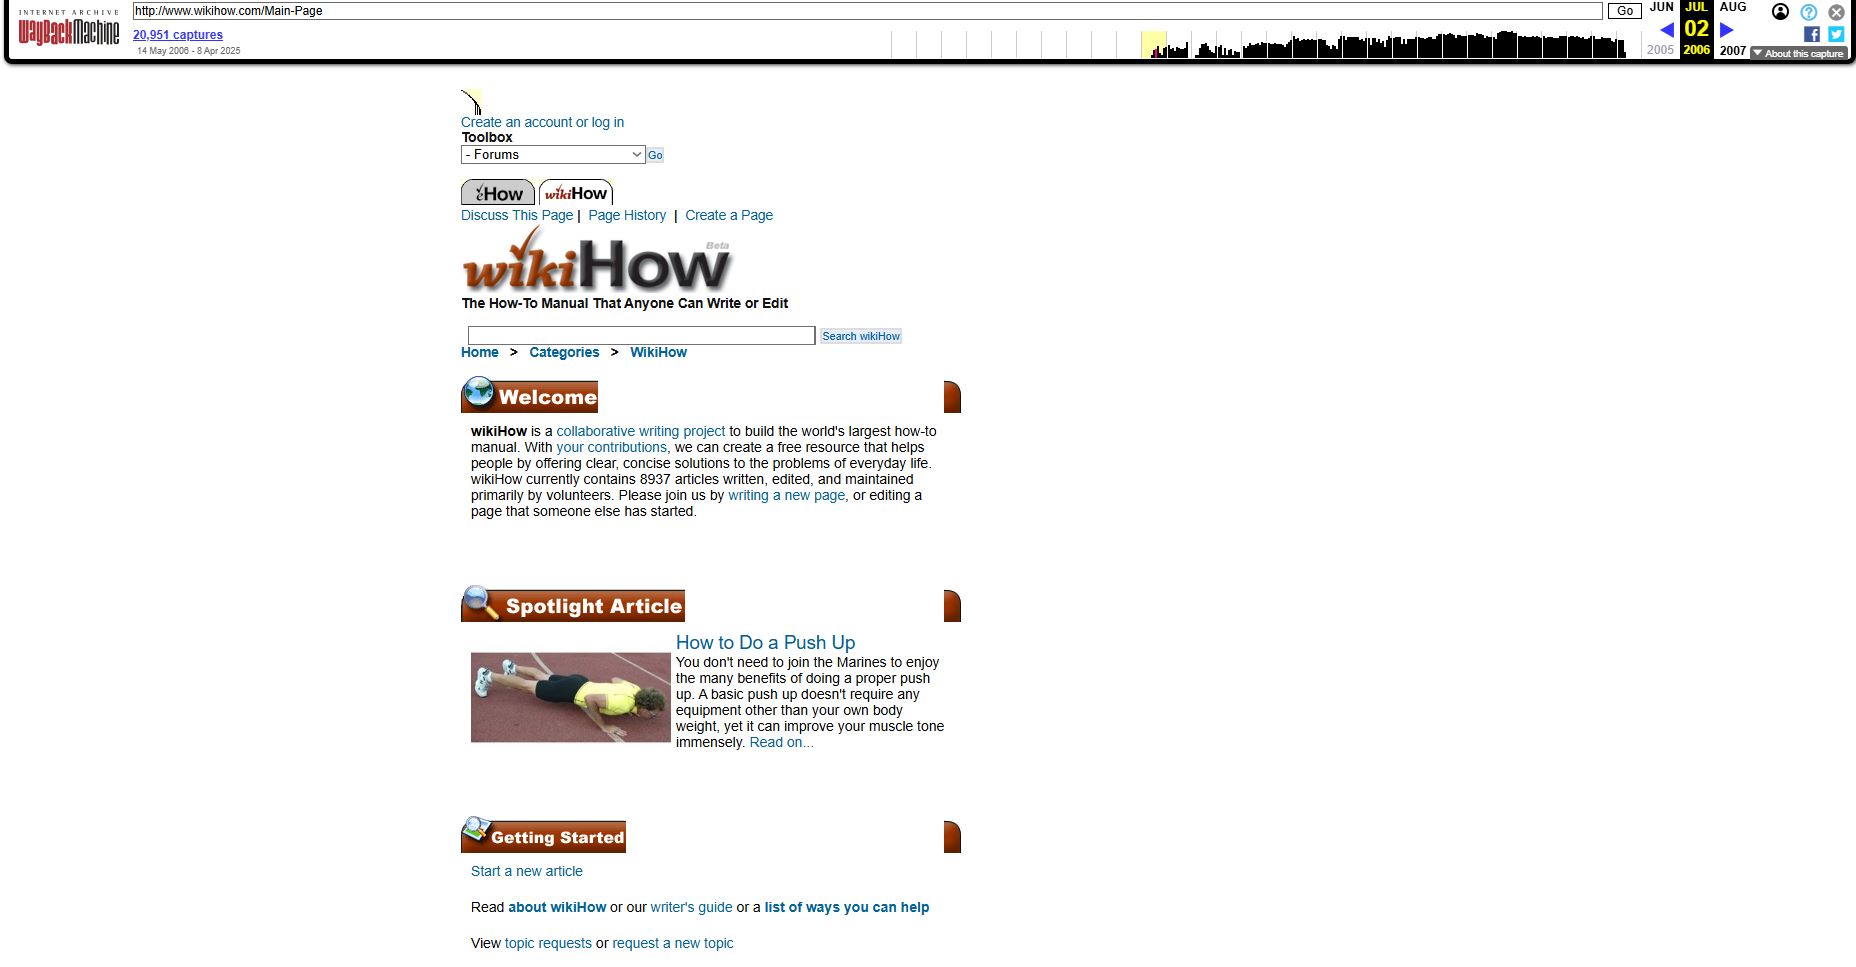 INTERNET ARCHIVE
WayBackMachine
http://www.wikihow.com/Main-Page
Go
20,951 captures
14 May 2006 - 8 Apr 2025
JUN JUL AUG
02
2005 2006 2007
f
About this capture
Create an account or log in
Toolbox
- Forums
Go
eHow wikiHow
Discuss This Page | Page History | Create a Page
wikiHow Beta
The How-To Manual That Anyone Can Write or Edit
Search wikiHow
Home > Categories > WikiHow
Welcome
wikiHow is a collaborative writing project to build the world's largest how-to
manual. With your contributions, we can create a free resource that helps
people by offering clear, concise solutions to the problems of everyday life.
wikiHow currently contains 8937 articles written, edited, and maintained
primarily by volunteers. Please join us by writing a new page, or editing a
page that someone else has started.
Spotlight Article
How to Do a Push Up
You don't need to join the Marines to enjoy
the many benefits of doing a proper push
up. A basic push up doesn't require any
equipment other than your own body
weight, yet it can improve your muscle tone
immensely. Read on...
Getting Started
Start a new article
Read about wikiHow or our writer's guide or a list of ways you can help
View topic requests or request a new topic